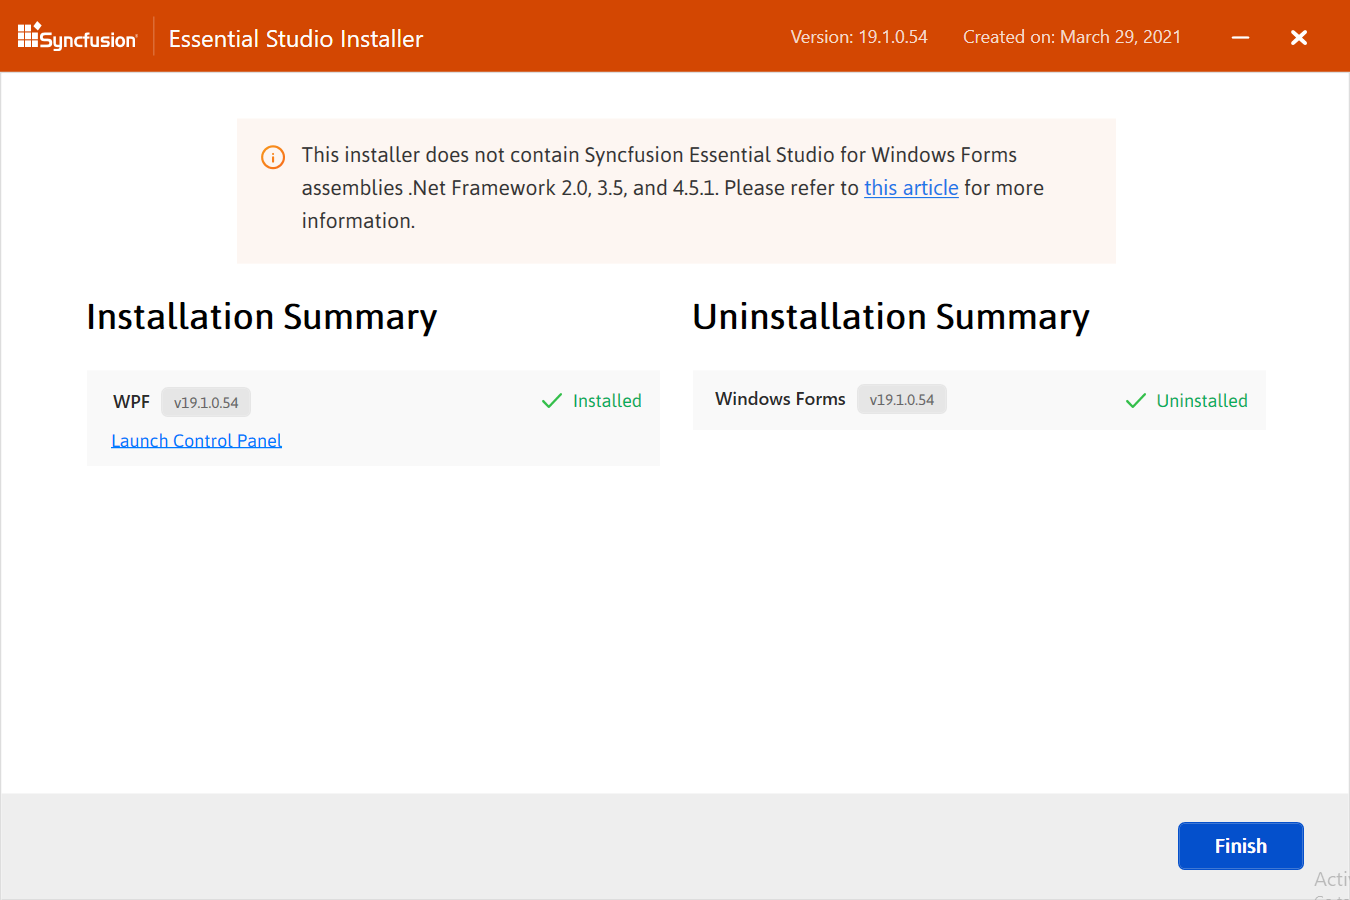 Syncfusion Essential Studio Installer Version: 19.1.0.54 Created on: March 29, 2021
This installer does not contain Syncfusion Essential Studio for Windows Forms
assemblies .Net Framework 2.0, 3.5, and 4.5.1. Please refer to this article for more
information.
Installation Summary
WPF v19.1.0.54 Installed
Launch Control Panel
Uninstallation Summary
Windows Forms v19.1.0.54 Uninstalled
Finish
Acti